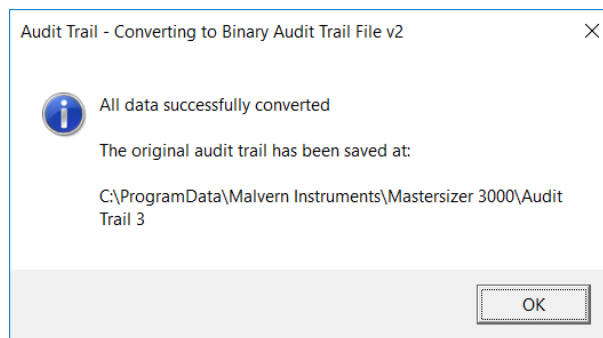 Audit Trail - Converting to Binary Audit Trail File v2
All data successfully converted
The original audit trail has been saved at:
C:\ProgramData\Malvern Instruments\Mastersizer 3000\Audit
Trail 3
OK